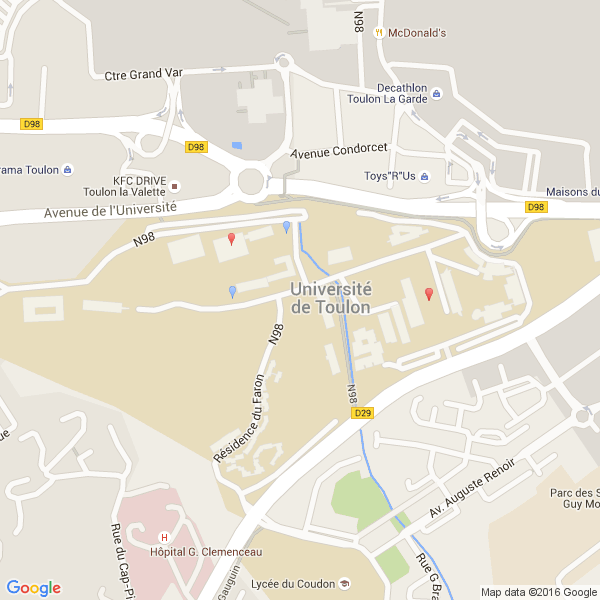 N98
McDonald's
Ctre Grand Var
Decathlon
Toulon La Garde
D98
D98
Avenue Condorcet
rama Toulon
KFC DRIVE
Toulon la Valette
Toys"R"Us
Maisons du
Avenue de l'Université
D98
N98
Université
de Toulon
N98
N98
D29
Résidence du Faron
ue
Av. Auguste Renoir
Parc des S
Guy Mo
H
Hôpital G. Clemenceau
Rue du Cap-Pi
Gauguin
Rue G Bra
Lycée du Coudon
Google
Map data ©2016 Google